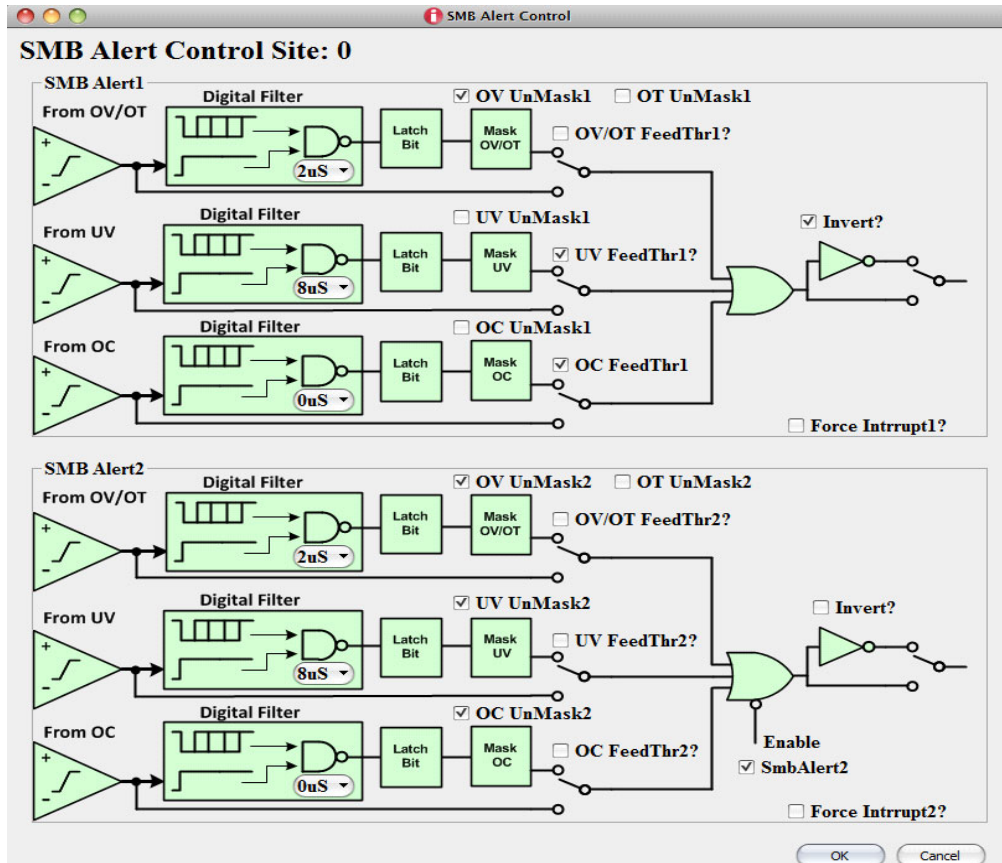 SMB Alert Control
SMB Alert Control Site: 0
SMB Alert1
From OV/OT
Digital Filter
2uS
Latch Bit
Mask OV/OT
OV UnMask1
OT UnMask1
OV/OT FeedThr1?
From UV
Digital Filter
8uS
Latch Bit
Mask UV
UV UnMask1
UV FeedThr1?
Invert?
From OC
Digital Filter
0uS
Latch Bit
Mask OC
OC UnMask1
OC FeedThr1
Force Intrrupt1?
SMB Alert2
From OV/OT
Digital Filter
2uS
Latch Bit
Mask OV/OT
OV UnMask2
OT UnMask2
OV/OT FeedThr2?
From UV
Digital Filter
8uS
Latch Bit
Mask UV
UV UnMask2
UV FeedThr2?
Invert?
From OC
Digital Filter
0uS
Latch Bit
Mask OC
OC UnMask2
OC FeedThr2?
Enable
SmbAlert2
Force Intrrupt2?
OK
Cancel